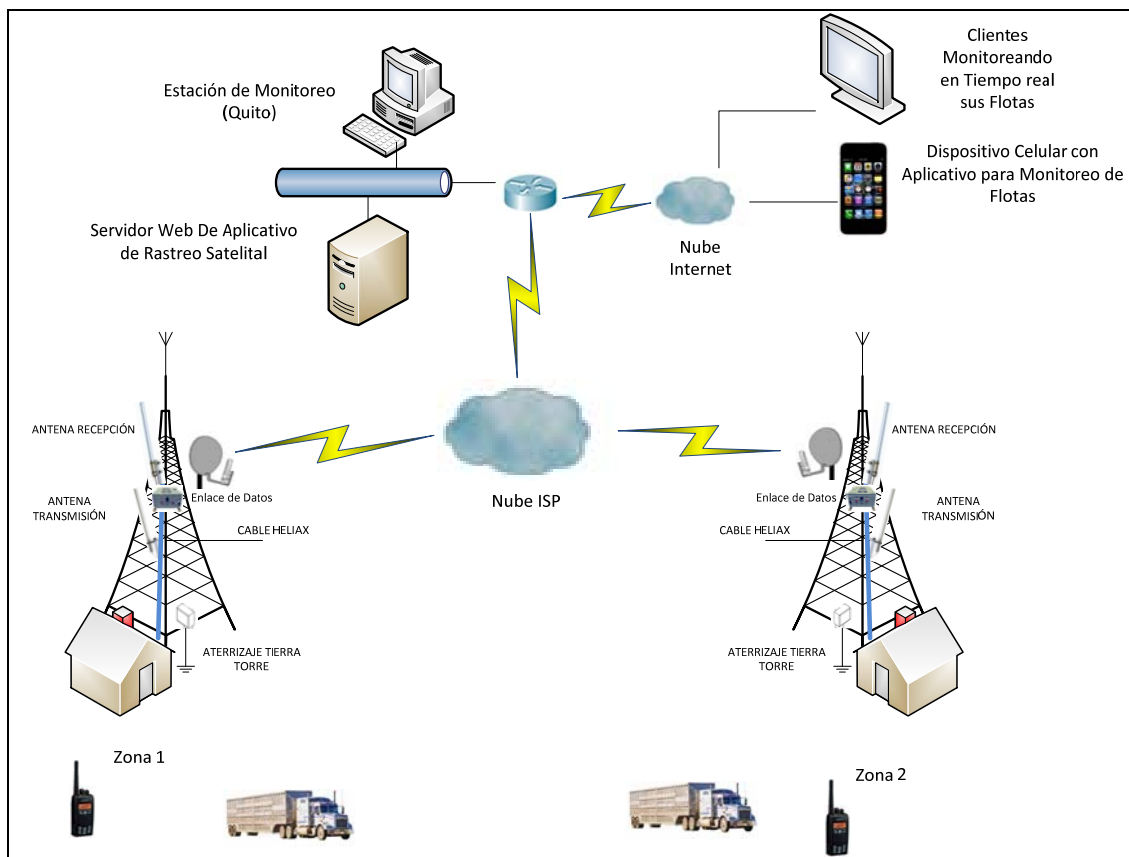 Estación de Monitoreo
(Quito)
Clientes
Monitoreando
en Tiempo real
sus Flotas
Dispositivo Celular con
Aplicativo para Monitoreo de
Flotas
Servidor Web De Aplicativo
de Rastreo Satelital
Nube
Internet
ANTENA RECEPCIÓN
Enlace de Datos
ANTENA
TRANSMISIÓN
CABLE HELIAX
ATERRIZAJE TIERRA
TORRE
Nube ISP
ANTENA RECEPCIÓN
Enlace de Datos
ANTENA
TRANSMISIÓN
CABLE HELIAX
ATERRIZAJE TIERRA
TORRE
Zona 1
Zona 2